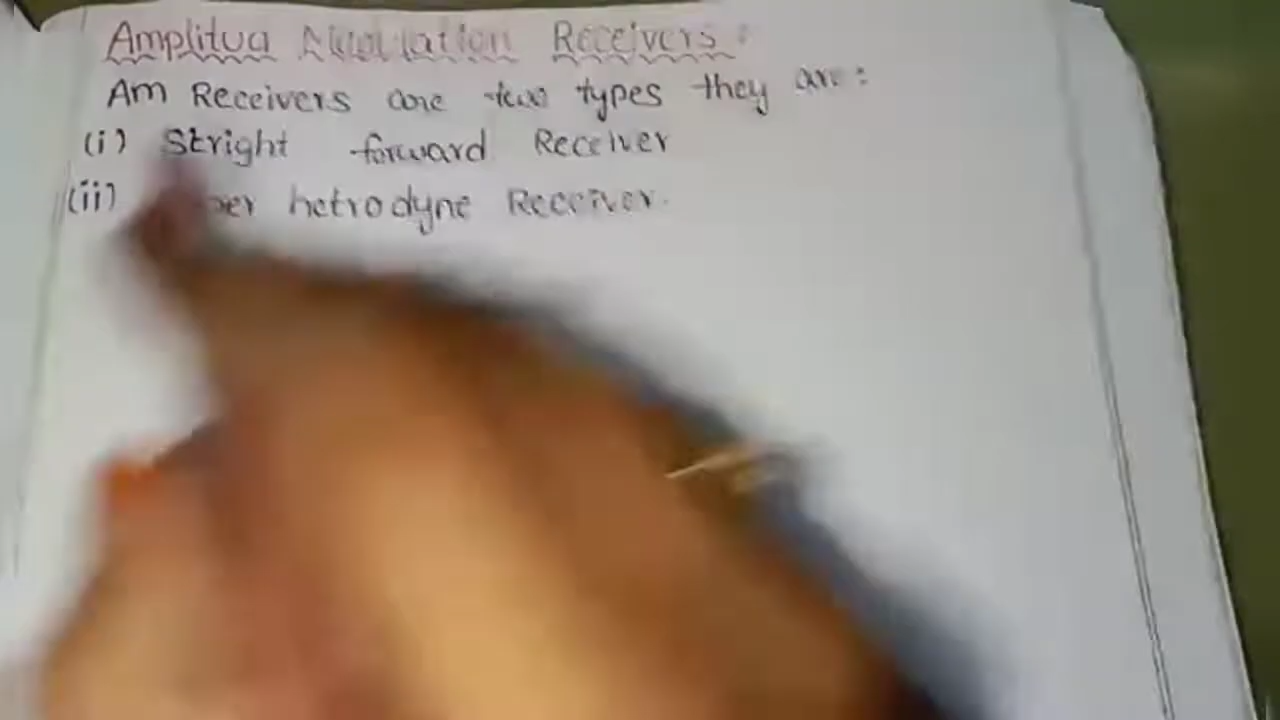 Amplitud Modulation Receivers:
Am Receivers are two types they are:
(i) Stright forward Receiver
(ii) hetrodyne Receiver.